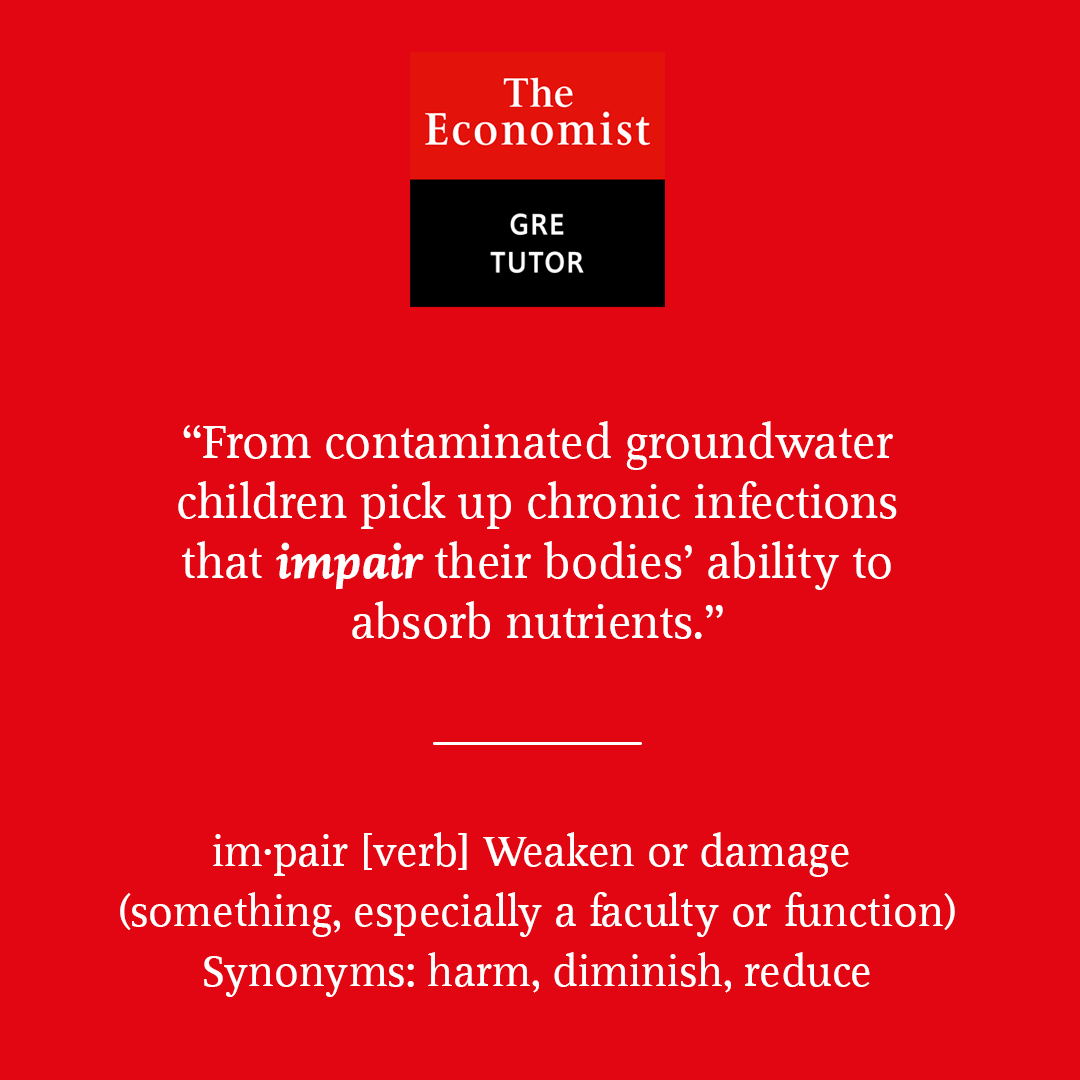 The
Economist
GRE
TUTOR
“From contaminated groundwater
children pick up chronic infections
that impair their bodies’ ability to
absorb nutrients.”
im·pair [verb] Weaken or damage
(something, especially a faculty or function)
Synonyms: harm, diminish, reduce